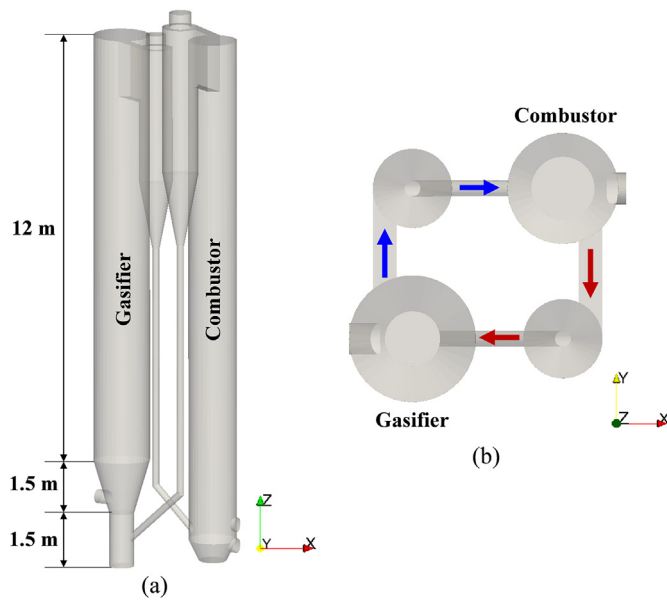 12 m
Gasifier
Combustor
1.5 m
1.5 m
Z
Y
X
(a)
Combustor
Gasifier
Y
Z
X
(b)